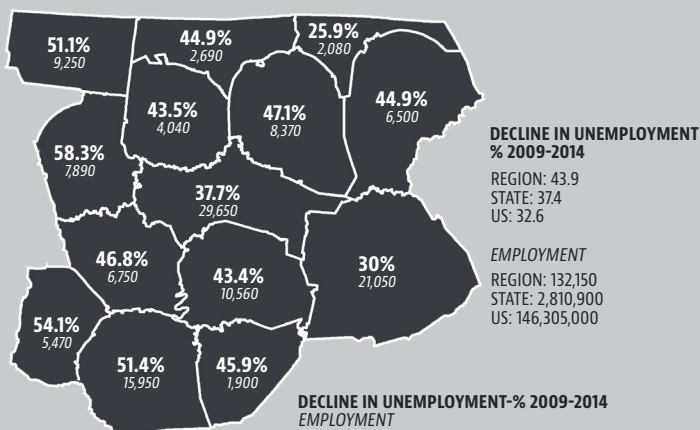 51.1%
9,250
44.9%
2,690
25.9%
2,080
43.5%
4,040
47.1%
8,370
44.9%
6,500
58.3%
7,890
37.7%
29,650
46.8%
6,750
43.4%
10,560
30%
21,050
54.1%
5,470
51.4%
15,950
45.9%
1,900
DECLINE IN UNEMPLOYMENT
% 2009-2014
REGION: 43.9
STATE: 37.4
US: 32.6
EMPLOYMENT
REGION: 132,150
STATE: 2,810,900
US: 146,305,000
DECLINE IN UNEMPLOYMENT-% 2009-2014
EMPLOYMENT